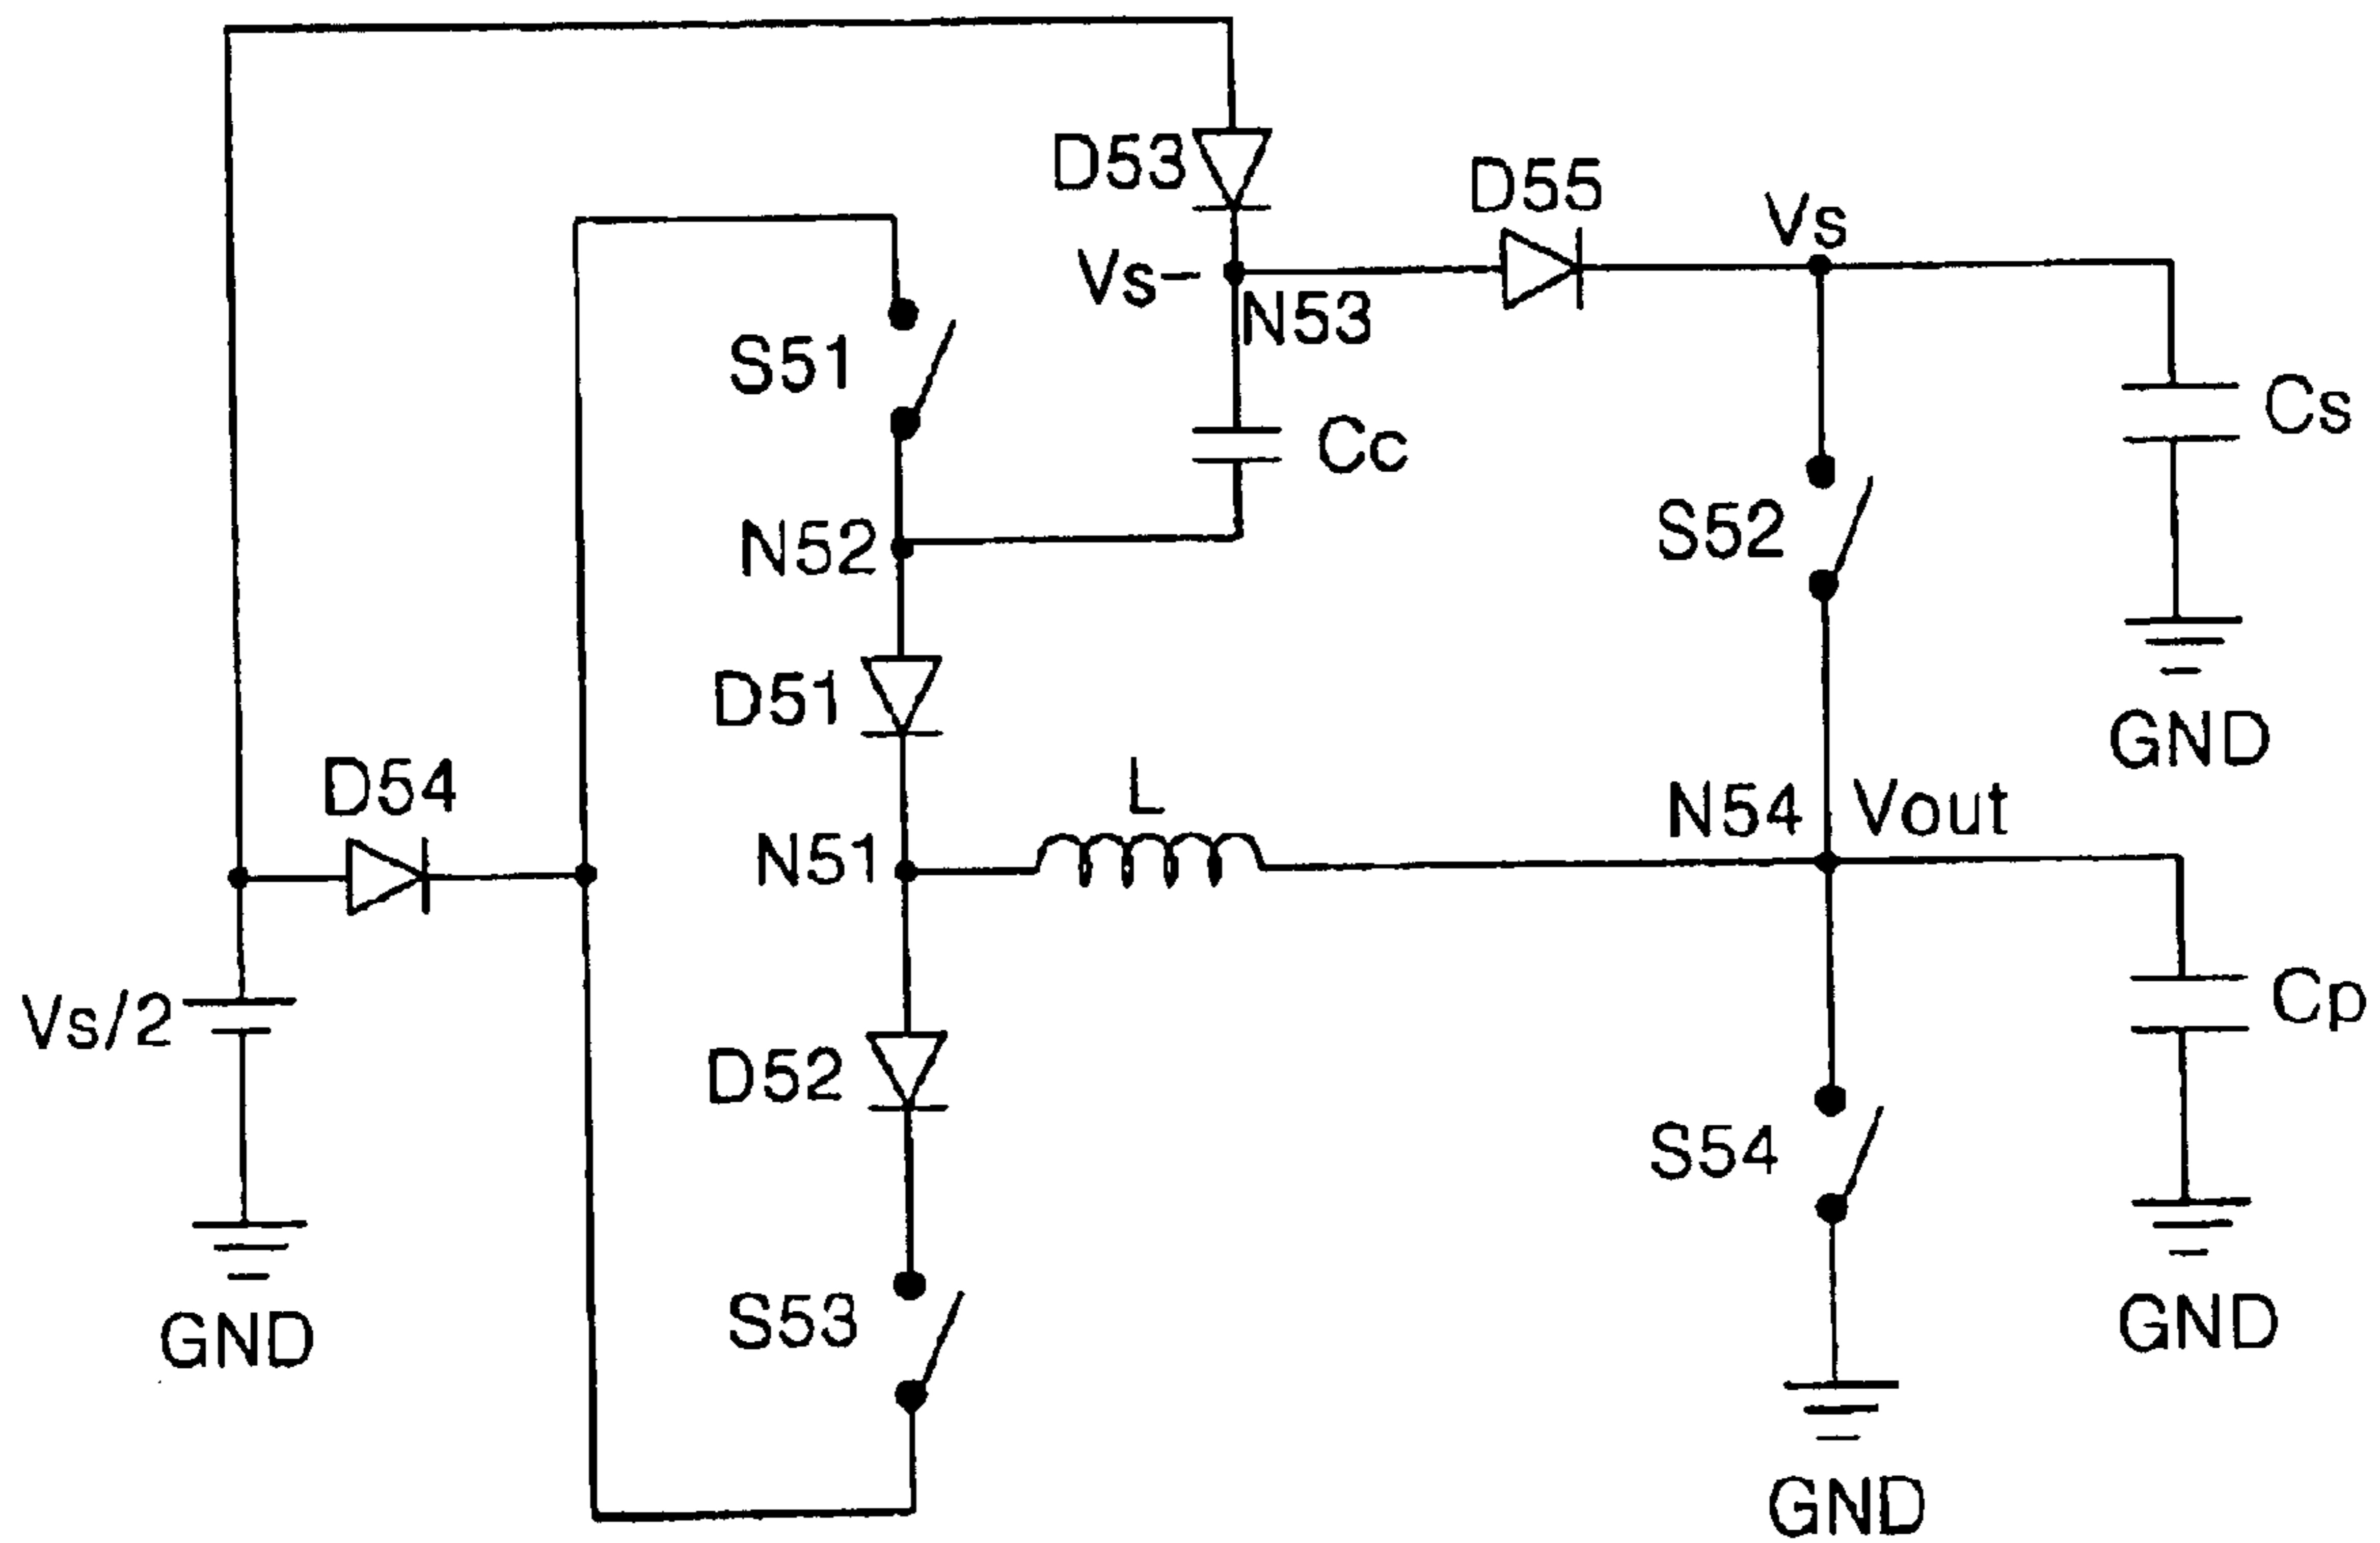 D53
D55
Vs
Vs-
N53
S51
Cs
Cc
S52
N52
D51
GND
D54
L
N54
Vout
N51
Vs/2
Cp
D52
S54
S53
GND
GND
GND